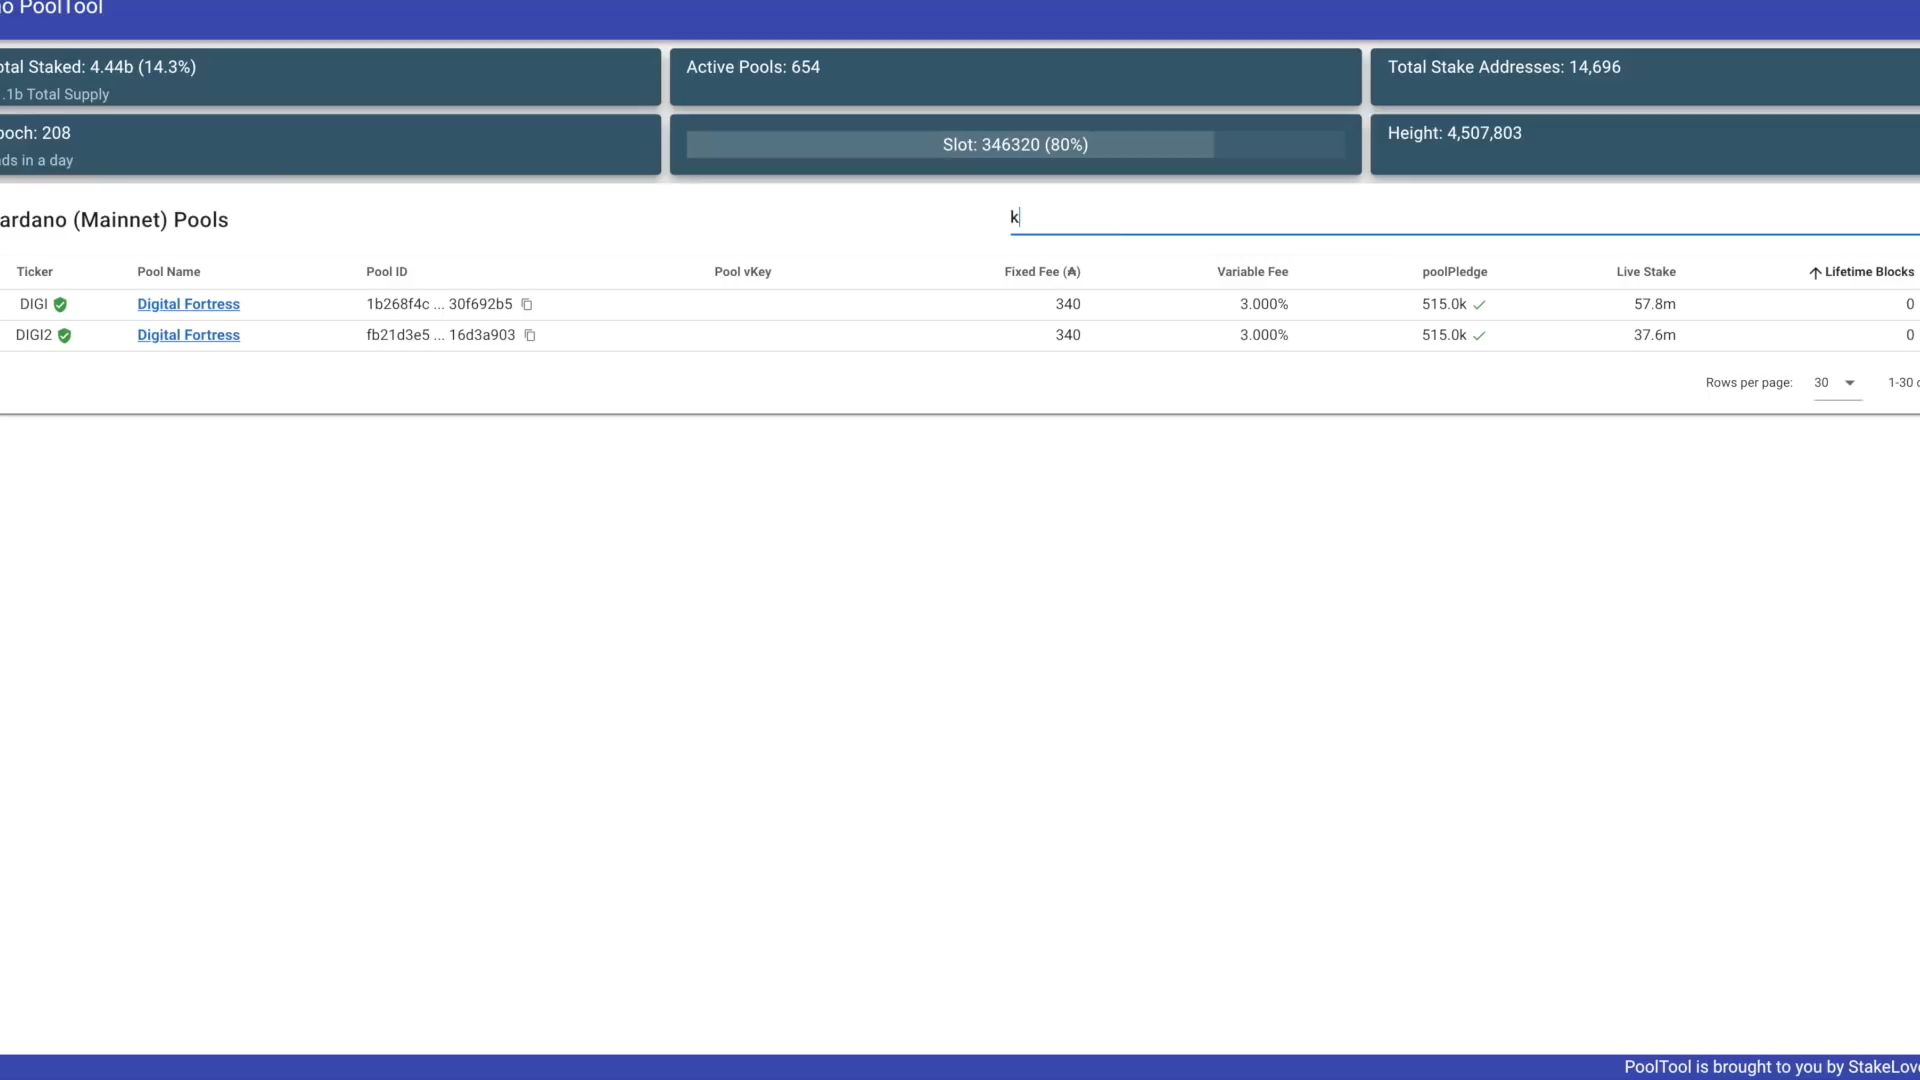 o PoolTool
otal Staked: 4.44b (14.3%)
.1b Total Supply
Active Pools: 654
Total Stake Addresses: 14,696
poch: 208
ds in a day
Slot: 346320 (80%)
Height: 4,507,803
ardano (Mainnet) Pools
k
Ticker Pool Name Pool ID Pool vKey Fixed Fee (₳) Variable Fee poolPledge Live Stake Lifetime Blocks
DIGI Digital Fortress 1b268f4c ... 30f692b5 340 3.000% 515.0k 57.8m 0
DIGI2 Digital Fortress fb21d3e5 ... 16d3a903 340 3.000% 515.0k 37.6m 0
Rows per page: 30 1-30
PoolTool is brought to you by StakeLov